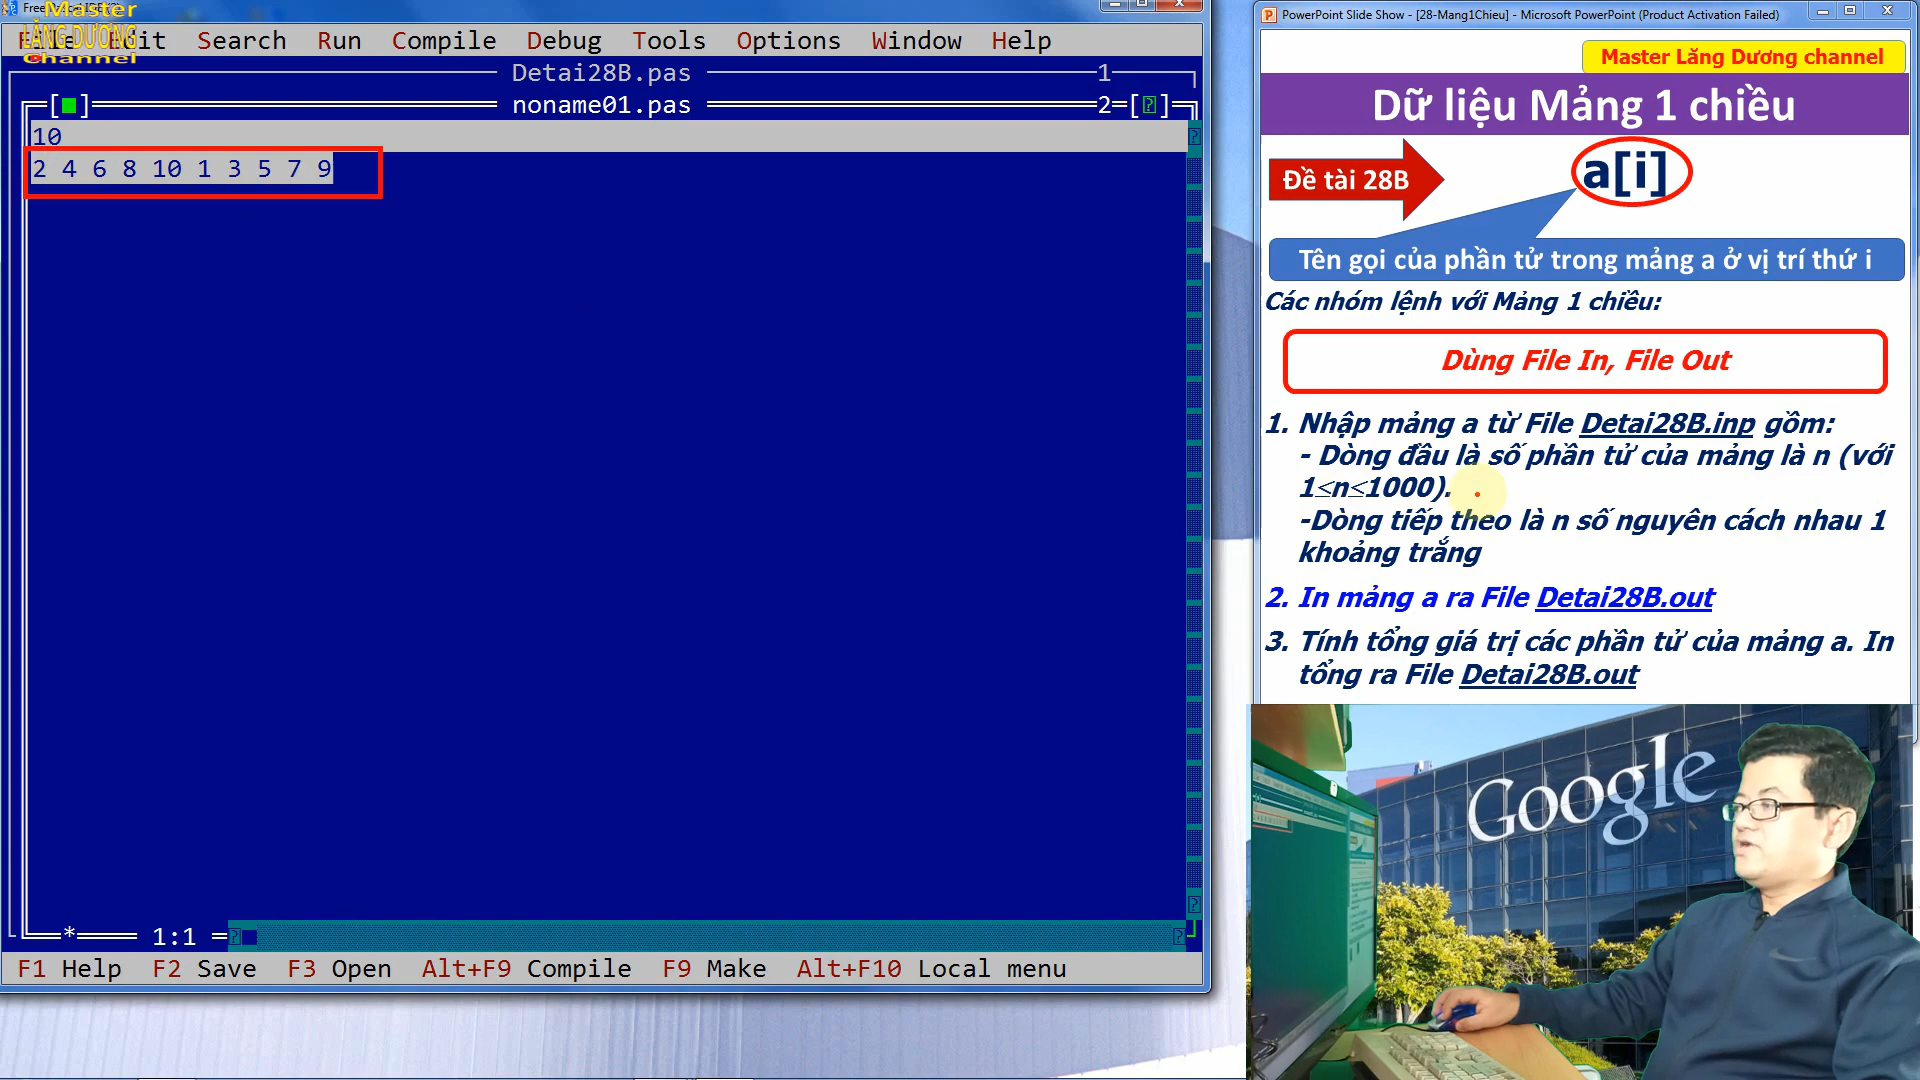 Master
LĂNG DƯƠNG
Channel
File Edit Search Run Compile Debug Tools Options Window Help
Detai28B.pas 1
noname01.pas 2
10
2 4 6 8 10 1 3 5 7 9
* 1:1
F1 Help F2 Save F3 Open Alt+F9 Compile F9 Make Alt+F10 Local menu
PowerPoint Slide Show - [28-Mang1Chieu] - Microsoft PowerPoint (Product Activation Failed)
Master Lăng Dương channel
Dữ liệu Mảng 1 chiều
Đề tài 28B
a[i]
Tên gọi của phần tử trong mảng a ở vị trí thứ i
Các nhóm lệnh với Mảng 1 chiều:
Dùng File In, File Out
1. Nhập mảng a từ File Detai28B.inp gồm:
- Dòng đầu là số phần tử của mảng là n (với
1≤n≤1000).
-Dòng tiếp theo là n số nguyên cách nhau 1
khoảng trắng
2. In mảng a ra File Detai28B.out
3. Tính tổng giá trị các phần tử của mảng a. In
tổng ra File Detai28B.out
Google